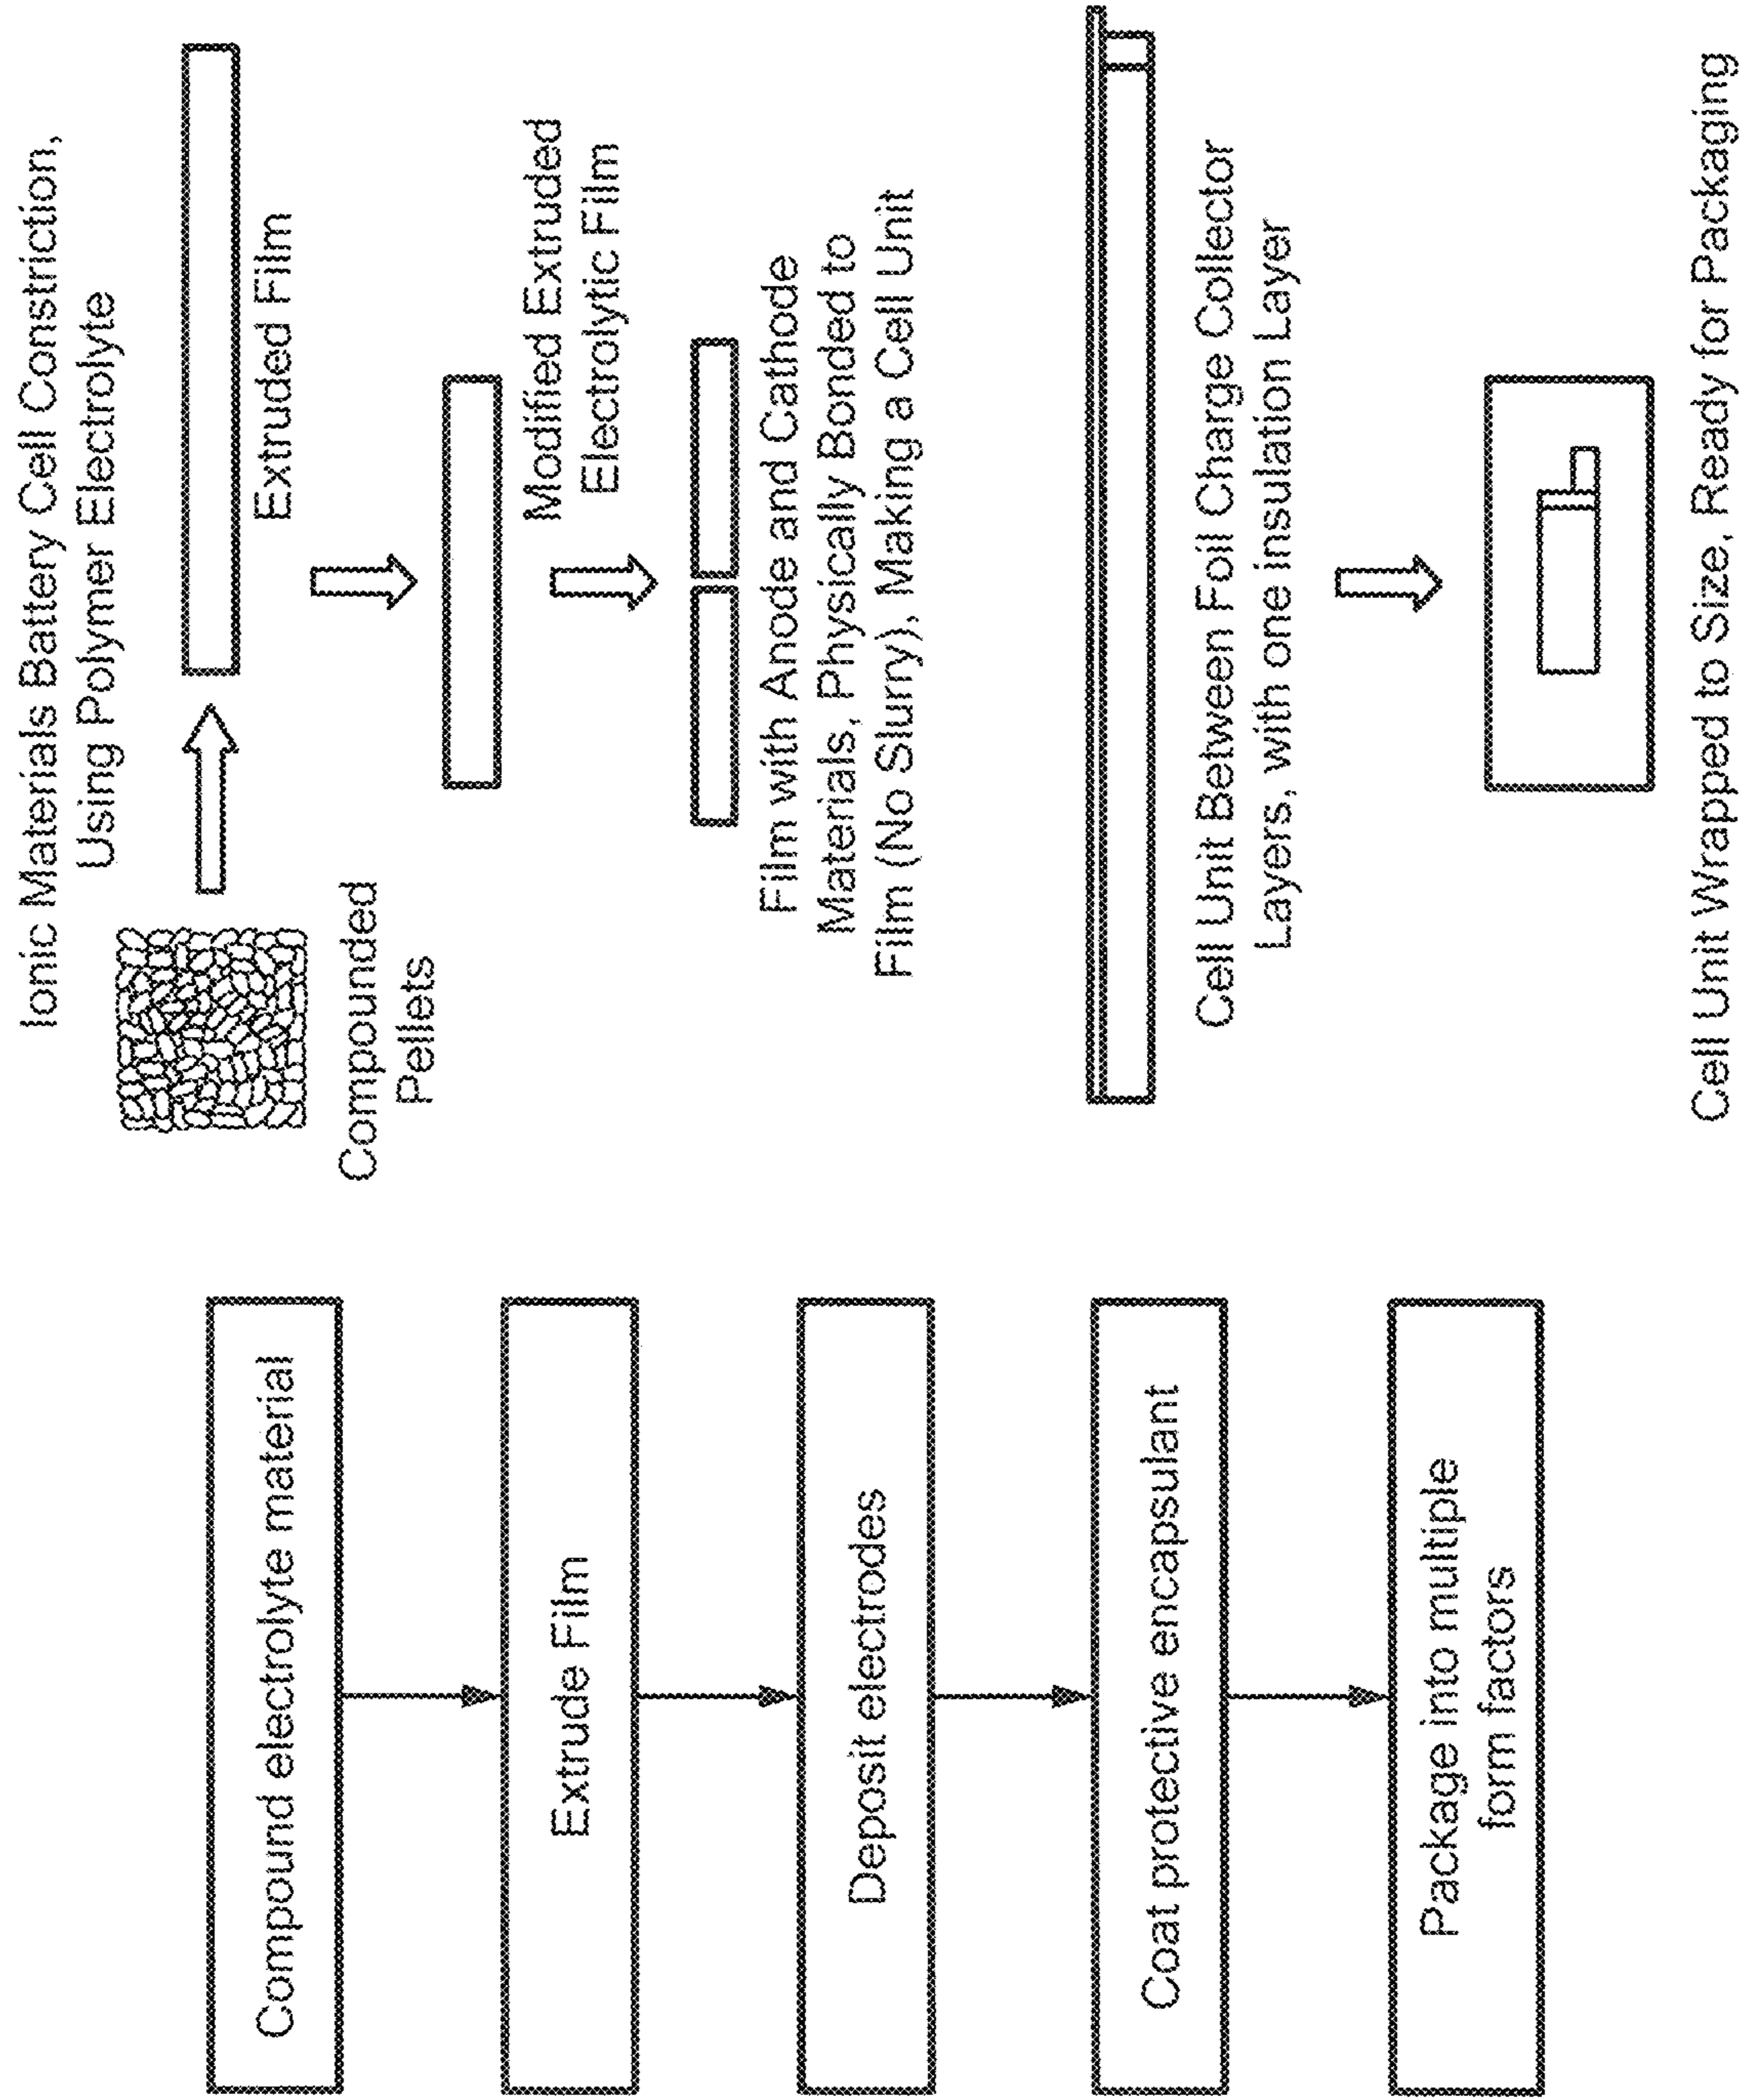 Compound electrolyte material
Extrude Film
Deposit electrodes
Coat protective encapsulant
Package into multiple
form factors
Ionic Materials Battery Cell Constriction,
Using Polymer Electrolyte
Compounded
Pellets
Extruded Film
Modified Extruded
Electrolytic Film
Film with Anode and Cathode
Materials, Physically Bonded to
Film (No Slurry), Making a Cell Unit
Cell Unit Between Foil Charge Collector
Layers, with one insulation Layer
Cell Unit Wrapped to Size, Ready for Packaging